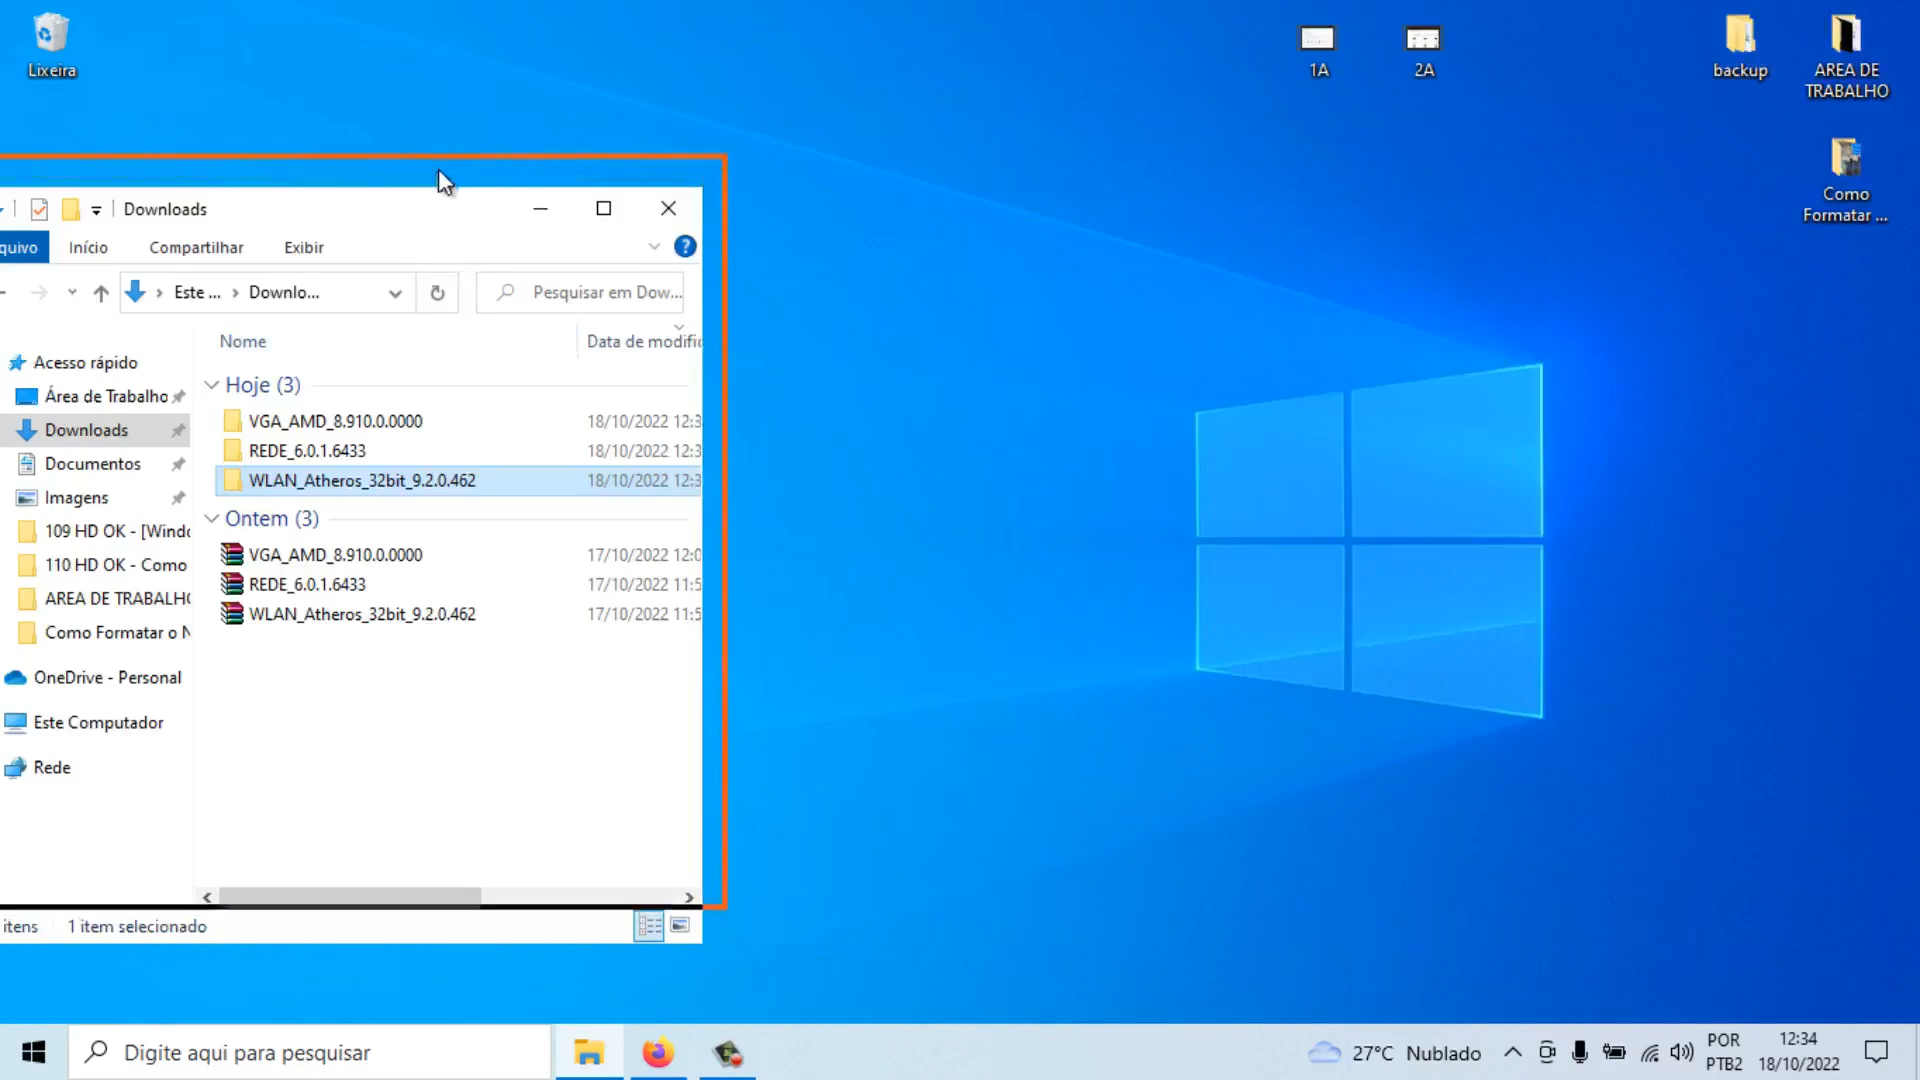 Lixeira
1A
2A
backup
AREA DE
TRABALHO
Como
Formatar ...
Downloads
quivo
Início
Compartilhar
Exibir
Este ...
Downlo...
Pesquisar em Dow...
Nome
Data de modific
Acesso rápido
Área de Trabalho
Downloads
Documentos
Imagens
109 HD OK - [Windo
110 HD OK - Como
AREA DE TRABALHO
Como Formatar o N
OneDrive - Personal
Este Computador
Rede
Hoje (3)
VGA_AMD_8.910.0.0000
18/10/2022 12:3
REDE_6.0.1.6433
18/10/2022 12:3
WLAN_Atheros_32bit_9.2.0.462
18/10/2022 12:3
Ontem (3)
VGA_AMD_8.910.0.0000
17/10/2022 12:0
REDE_6.0.1.6433
17/10/2022 11:5
WLAN_Atheros_32bit_9.2.0.462
17/10/2022 11:5
itens
1 item selecionado
Digite aqui para pesquisar
27°C Nublado
POR
PTB2
12:34
18/10/2022